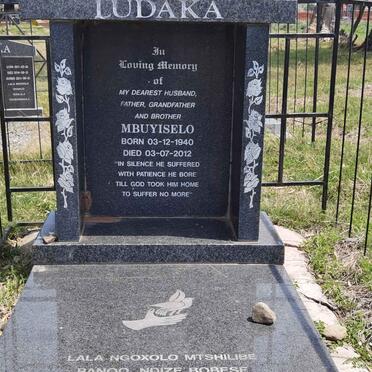 LUDAKA
In
Loving Memory
of
MY DEAREST HUSBAND,
FATHER, GRANDFATHER
AND BROTHER
MBUYISELO
BORN 03-12-1940
DIED 03-07-2012
"IN SILENCE HE SUFFERED
WITH PATIENCE HE BORE
TILL GOD TOOK HIM HOME
TO SUFFER NO MORE"
LALA NGOXOLO MTSHILIBE